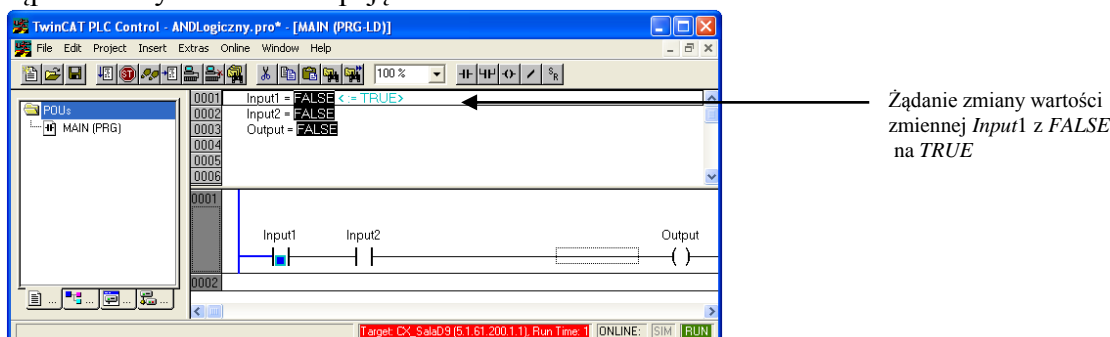 TwinCAT PLC Control - ANDLogiczny.pro* - [MAIN (PRG-LD)]
File Edit Project Insert Extras Online Window Help
100 %
0001 Input1 = FALSE < := TRUE>
0002 Input2 = FALSE
0003 Output = FALSE
0004
0005
0006
POUs
MAIN (PRG)
Żądanie zmiany wartości
zmiennej Input1 z FALSE
na TRUE
0001
Input1 Input2 Output
0002
Target: CX_SalaD9 (5.1.61.200.1.1), Run Time: 1 ONLINE: SIM RUN